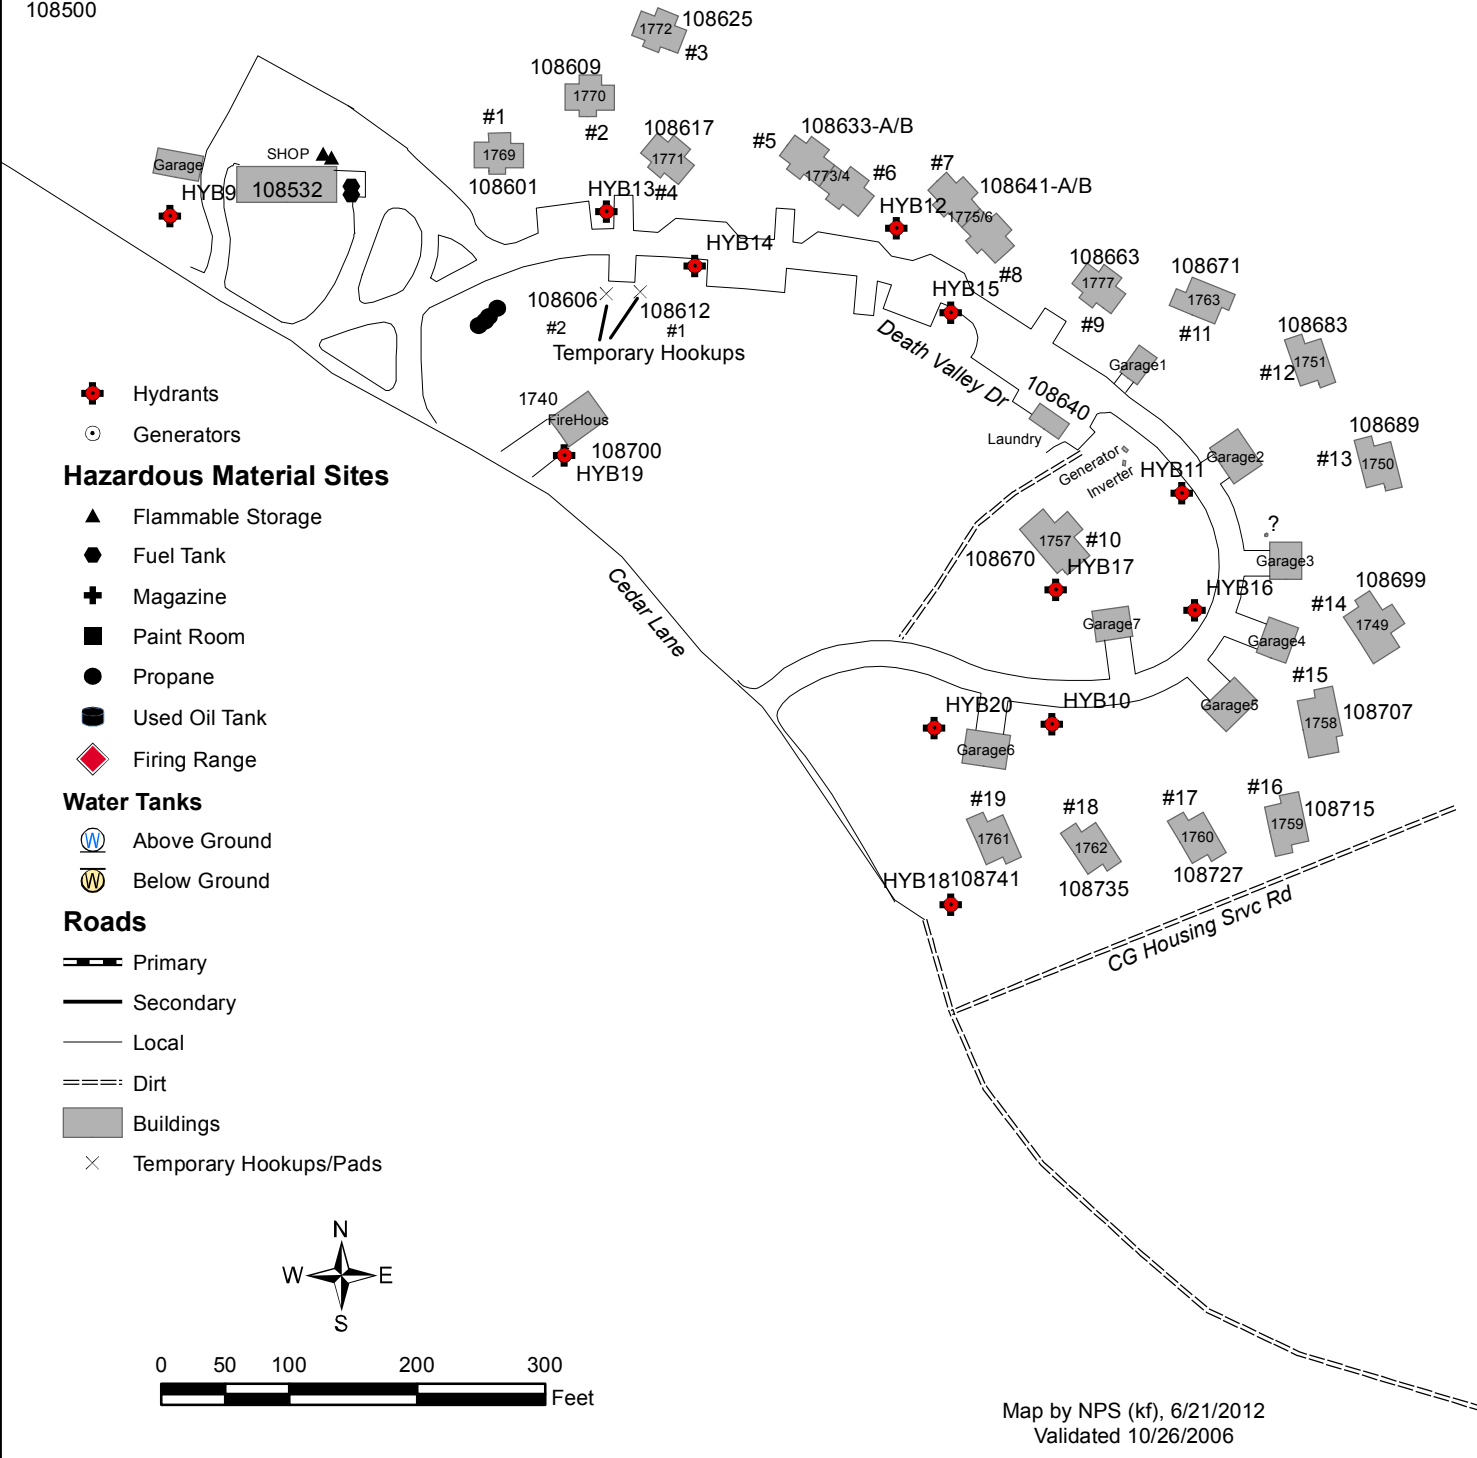 108500
1772
108625
#3
108609
1770
#2
#1
1769
108601
108617
1771
#4
HYB13
#5
108633-A/B
1773/4
#6
#7
108641-A/B
1775/6
#8
HYB12
Garage
SHOP
108532
HYB9
HYB14
HYB15
108606
#2
108612
#1
Temporary Hookups
Death Valley Dr
108663
1777
#9
108671
1763
#11
108683
1751
#12
Garage1
108640
Laundry
Generator
Inverter
HYB11
Garage2
108689
#13
1750
1740
FireHous
108700
HYB19
1757
#10
108670
HYB17
?
Garage3
HYB16
108699
#14
1749
Garage7
Garage4
Cedar Lane
#15
1758
108707
Garage5
HYB20
HYB10
Garage6
#19
1761
108741
HYB18
#18
1762
108735
#17
1760
108727
#16
1759
108715
CG Housing Srvc Rd
Hydrants
Generators
Hazardous Material Sites
Flammable Storage
Fuel Tank
Magazine
Paint Room
Propane
Used Oil Tank
Firing Range
Water Tanks
W Above Ground
W Below Ground
Roads
Primary
Secondary
Local
Dirt
Buildings
Temporary Hookups/Pads
N
W E
S
0 50 100 200 300
Feet
Map by NPS (kf), 6/21/2012
Validated 10/26/2006